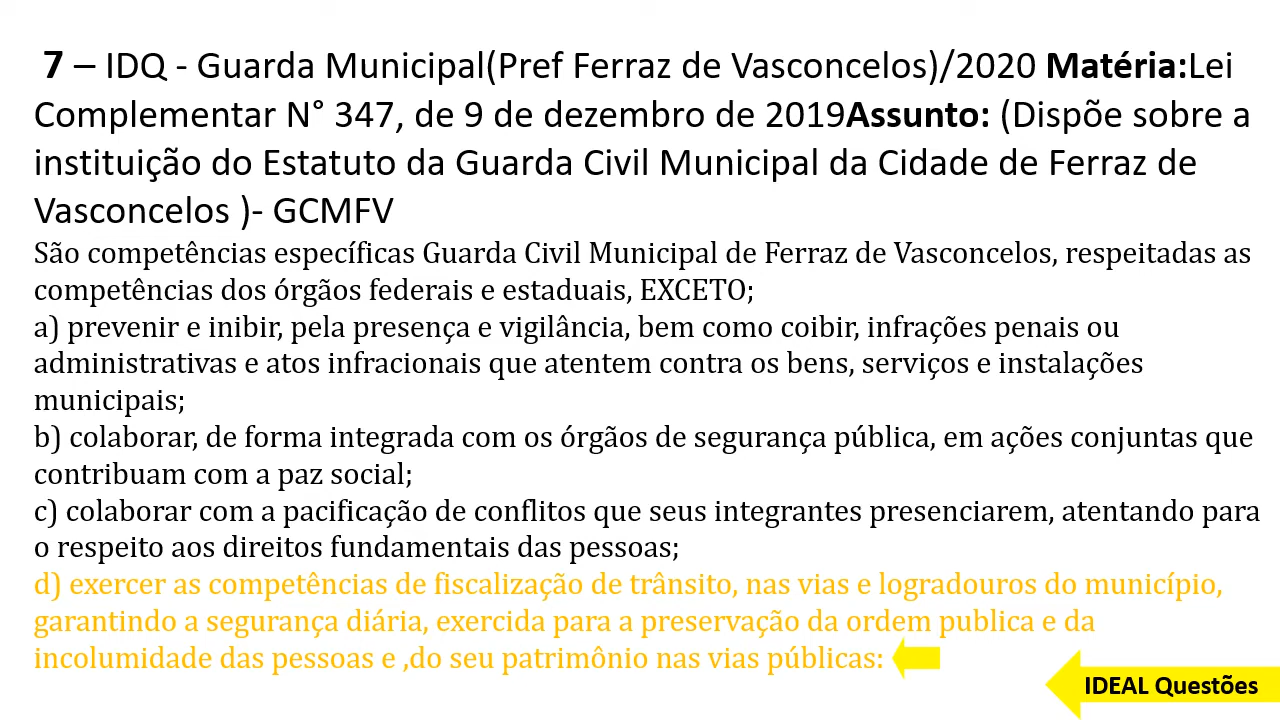 7 – IDQ - Guarda Municipal(Pref Ferraz de Vasconcelos)/2020 Matéria:Lei
Complementar N° 347, de 9 de dezembro de 2019Assunto: (Dispõe sobre a
instituição do Estatuto da Guarda Civil Municipal da Cidade de Ferraz de
Vasconcelos )- GCMFV
São competências específicas Guarda Civil Municipal de Ferraz de Vasconcelos, respeitadas as
competências dos órgãos federais e estaduais, EXCETO;
a) prevenir e inibir, pela presença e vigilância, bem como coibir, infrações penais ou
administrativas e atos infracionais que atentem contra os bens, serviços e instalações
municipais;
b) colaborar, de forma integrada com os órgãos de segurança pública, em ações conjuntas que
contribuam com a paz social;
c) colaborar com a pacificação de conflitos que seus integrantes presenciarem, atentando para
o respeito aos direitos fundamentais das pessoas;
d) exercer as competências de fiscalização de trânsito, nas vias e logradouros do município,
garantindo a segurança diária, exercida para a preservação da ordem publica e da
incolumidade das pessoas e ,do seu patrimônio nas vias públicas:
IDEAL Questões